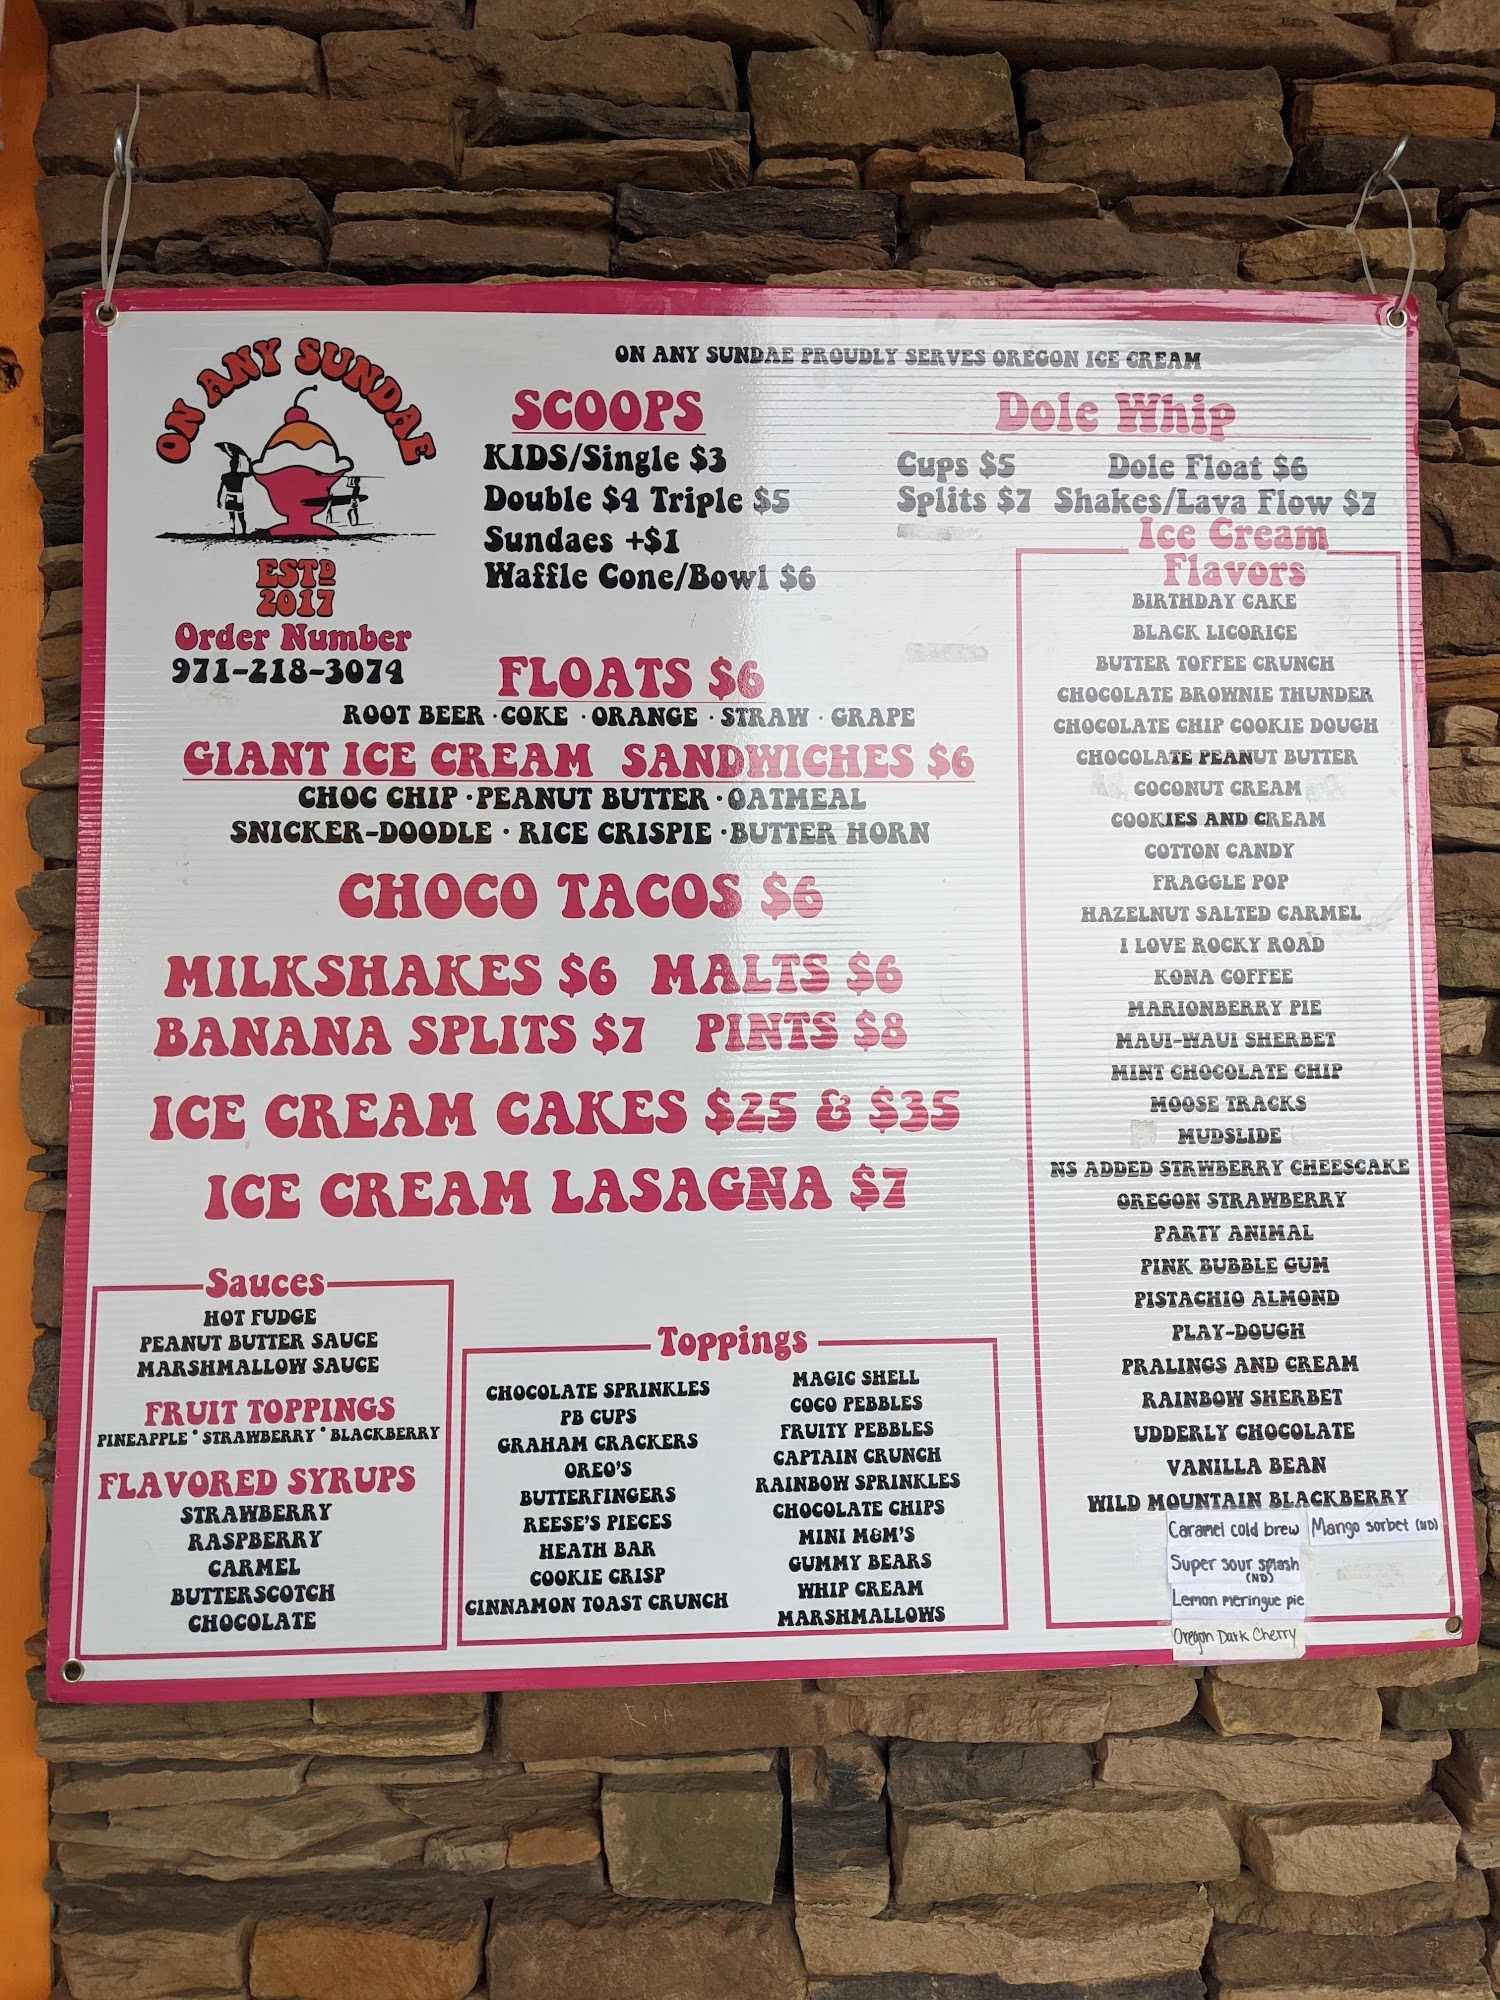 ON ANY SUNDAE PROUDLY SERVES OREGON ICE CREAM
ON ANY SUNDAE
ESTD
2017
Order Number
971-218-3074
SCOOPS
KIDS/Single $3
Double $4 Triple $5
Sundaes +$1
Waffle Cone/Bowl $6
Dole Whip
Cups $5 Dole Float $6
Splits $7 Shakes/Lava Flow $7
FLOATS $6
ROOT BEER · COKE · ORANGE · STRAW · GRAPE
GIANT ICE CREAM SANDWICHES $6
CHOC CHIP · PEANUT BUTTER · OATMEAL
SNICKER-DOODLE · RICE CRISPIE · BUTTER HORN
CHOCO TACOS $6
MILKSHAKES $6 MALTS $6
BANANA SPLITS $7 PINTS $8
ICE CREAM CAKES $25 & $35
ICE CREAM LASAGNA $7
Sauces
HOT FUDGE
PEANUT BUTTER SAUCE
MARSHMALLOW SAUCE
FRUIT TOPPINGS
PINEAPPLE * STRAWBERRY * BLACKBERRY
FLAVORED SYRUPS
STRAWBERRY
RASPBERRY
CARMEL
BUTTERSCOTCH
CHOCOLATE
Toppings
CHOCOLATE SPRINKLES
PB CUPS
GRAHAM CRACKERS
OREO'S
BUTTERFINGERS
REESE'S PIECES
HEATH BAR
COOKIE CRISP
CINNAMON TOAST CRUNCH
MAGIC SHELL
COCO PEBBLES
FRUITY PEBBLES
CAPTAIN CRUNCH
RAINBOW SPRINKLES
CHOCOLATE CHIPS
MINI M&M'S
GUMMY BEARS
WHIP CREAM
MARSHMALLOWS
Ice Cream
Flavors
BIRTHDAY CAKE
BLACK LICORICE
BUTTER TOFFEE CRUNCH
CHOCOLATE BROWNIE THUNDER
CHOCOLATE CHIP COOKIE DOUGH
CHOCOLATE PEANUT BUTTER
COCONUT CREAM
COOKIES AND CREAM
COTTON CANDY
FRAGGLE POP
HAZELNUT SALTED CARMEL
I LOVE ROCKY ROAD
KONA COFFEE
MARIONBERRY PIE
MAUI-WAUI SHERBET
MINT CHOCOLATE CHIP
MOOSE TRACKS
MUDSLIDE
NS ADDED STRWBERRY CHEESCAKE
OREGON STRAWBERRY
PARTY ANIMAL
PINK BUBBLE GUM
PISTACHIO ALMOND
PLAY-DOUGH
PRALINGS AND CREAM
RAINBOW SHERBET
UDDERLY CHOCOLATE
VANILLA BEAN
WILD MOUNTAIN BLACKBERRY
Caramel cold brew Mango sorbet (ND)
Super sour splash
(ND)
Lemon meringue pie
Oregon Dark Cherry